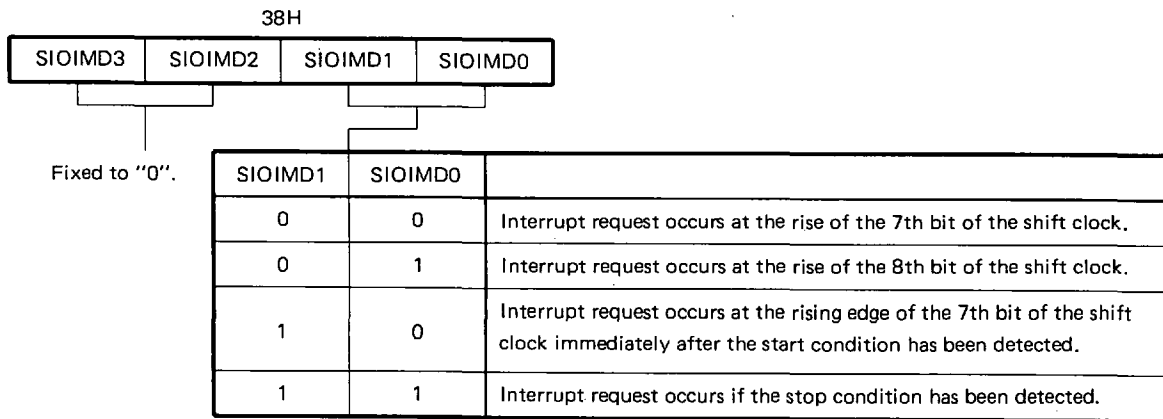 38H
SIOIMD3 SIOIMD2 SIOIMD1 SIOIMD0
Fixed to "0".
SIOIMD1 SIOIMD0
0 0 Interrupt request occurs at the rise of the 7th bit of the shift clock.
0 1 Interrupt request occurs at the rise of the 8th bit of the shift clock.
1 0 Interrupt request occurs at the rising edge of the 7th bit of the shift
clock immediately after the start condition has been detected.
1 1 Interrupt request occurs if the stop condition has been detected.